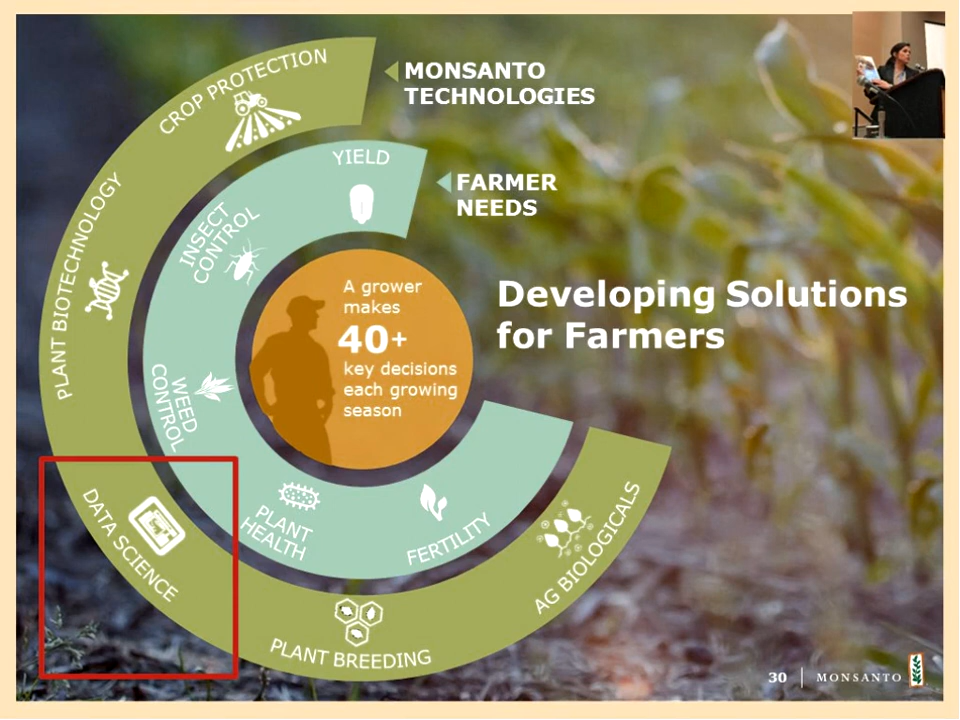 MONSANTO
TECHNOLOGIES
FARMER
NEEDS
Developing Solutions
for Farmers
CROP PROTECTION
PLANT BIOTECHNOLOGY
DATA SCIENCE
PLANT BREEDING
AG BIOLOGICALS
YIELD
INSECT
CONTROL
WEED
CONTROL
PLANT
HEALTH
FERTILITY
A grower
makes
40+
key decisions
each growing
season
30
MONSANTO